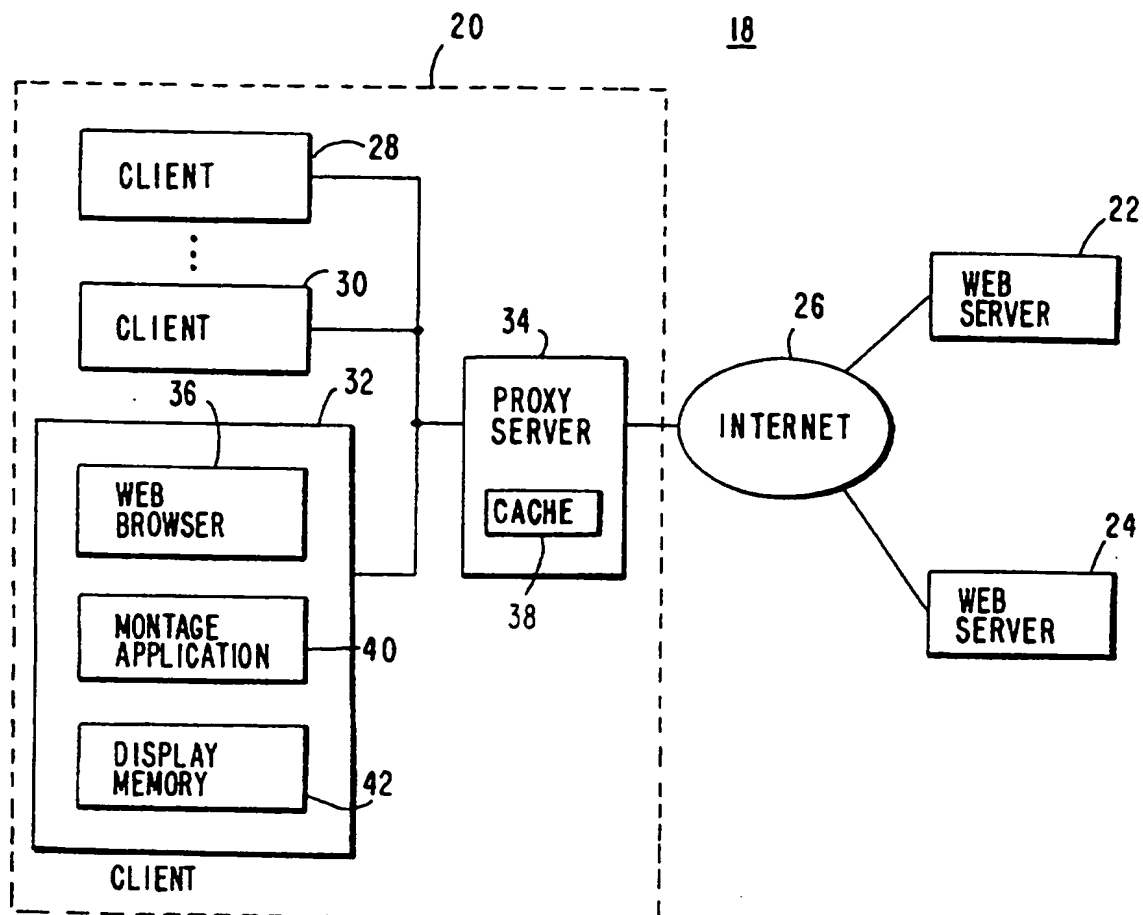 20
18
CLIENT
28
CLIENT
30
22
WEB
SERVER
36
32
34
PROXY
SERVER
CACHE
38
26
INTERNET
WEB
BROWSER
MONTAGE
APPLICATION
40
DISPLAY
MEMORY
42
CLIENT
24
WEB
SERVER